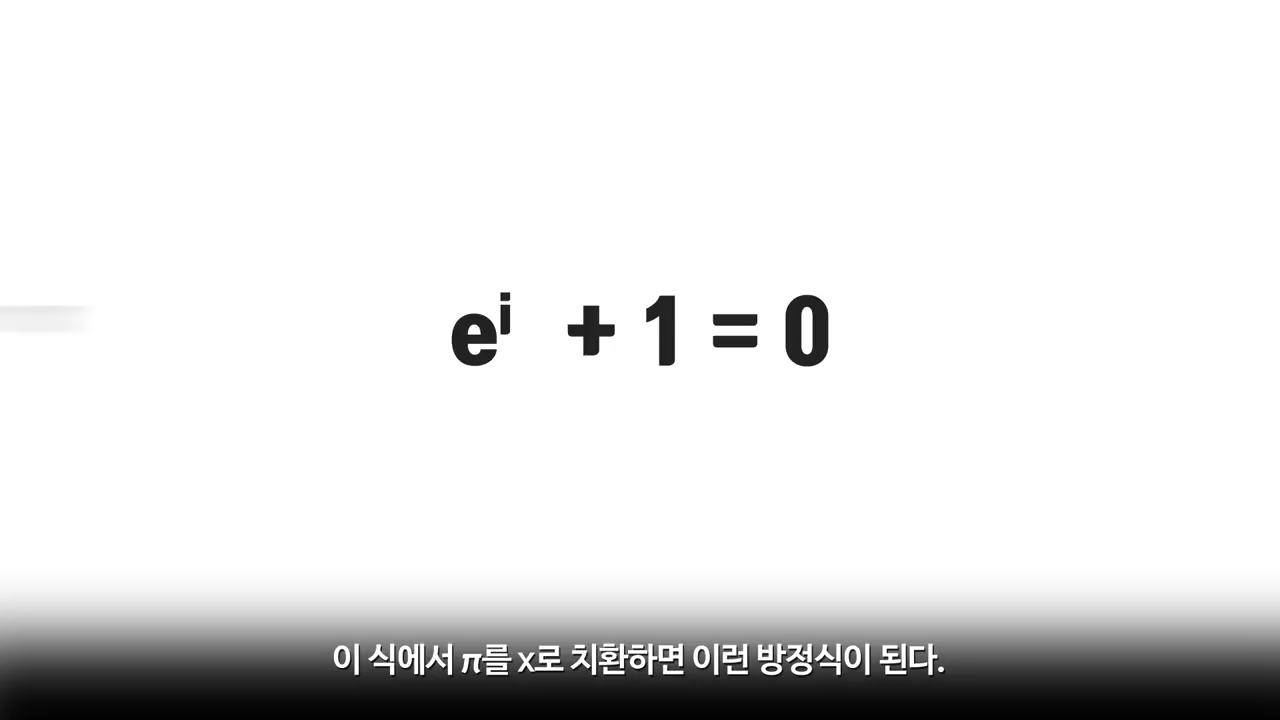 eⁱ + 1 = 0
이 식에서 π를 x로 치환하면 이런 방정식이 된다.